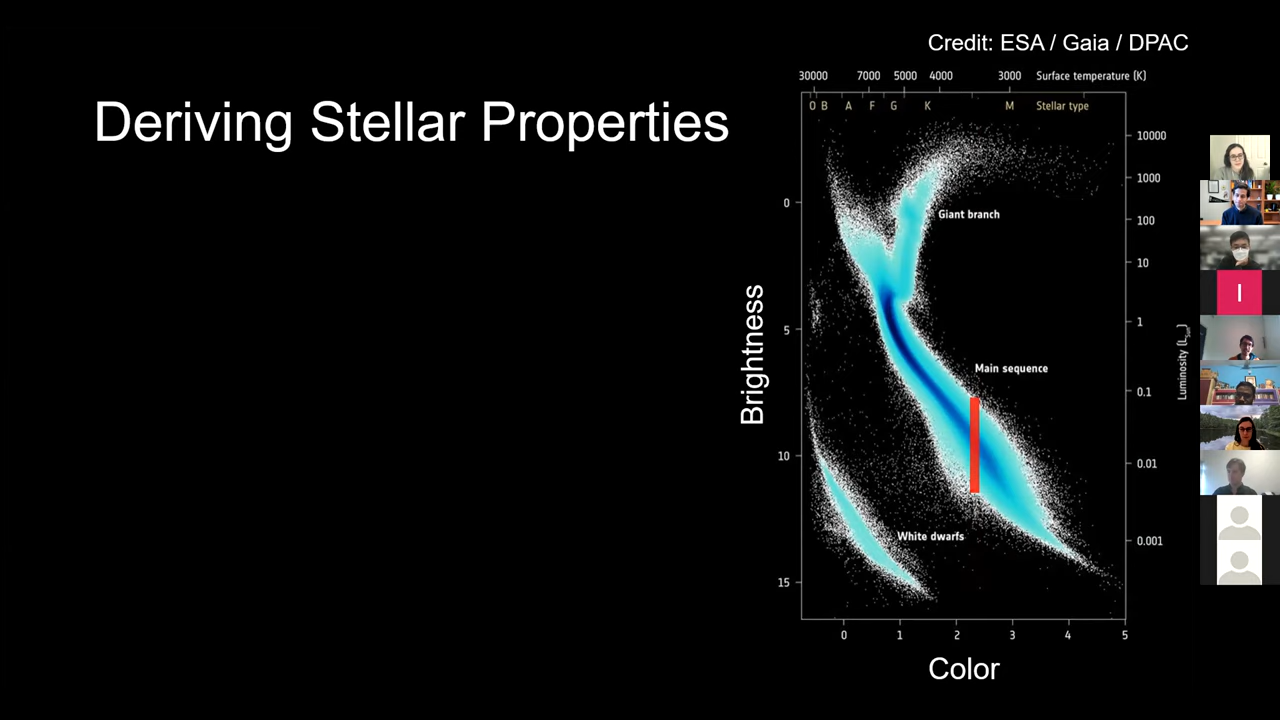 Credit: ESA / Gaia / DPAC
Deriving Stellar Properties
30000 7000 5000 4000 3000 Surface temperature (K)
O B A F G K M Stellar type
10000
1000
0
Giant branch
100
10
5
1
Brightness
Luminosity (Lsun)
Main sequence
0.1
10
0.01
White dwarfs
0.001
15
0 1 2 3 4 5
Color
I